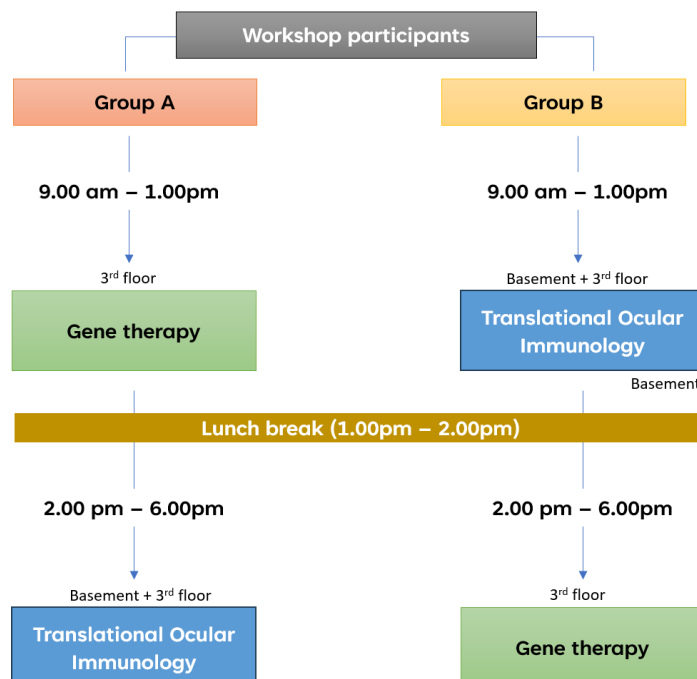 Workshop participants
Group A
Group B
9.00 am – 1.00pm
9.00 am – 1.00pm
3rd floor
Basement + 3rd floor
Gene therapy
Translational Ocular
Immunology
Basement
Lunch break (1.00pm – 2.00pm)
2.00 pm – 6.00pm
2.00 pm – 6.00pm
Basement + 3rd floor
3rd floor
Translational Ocular
Immunology
Gene therapy